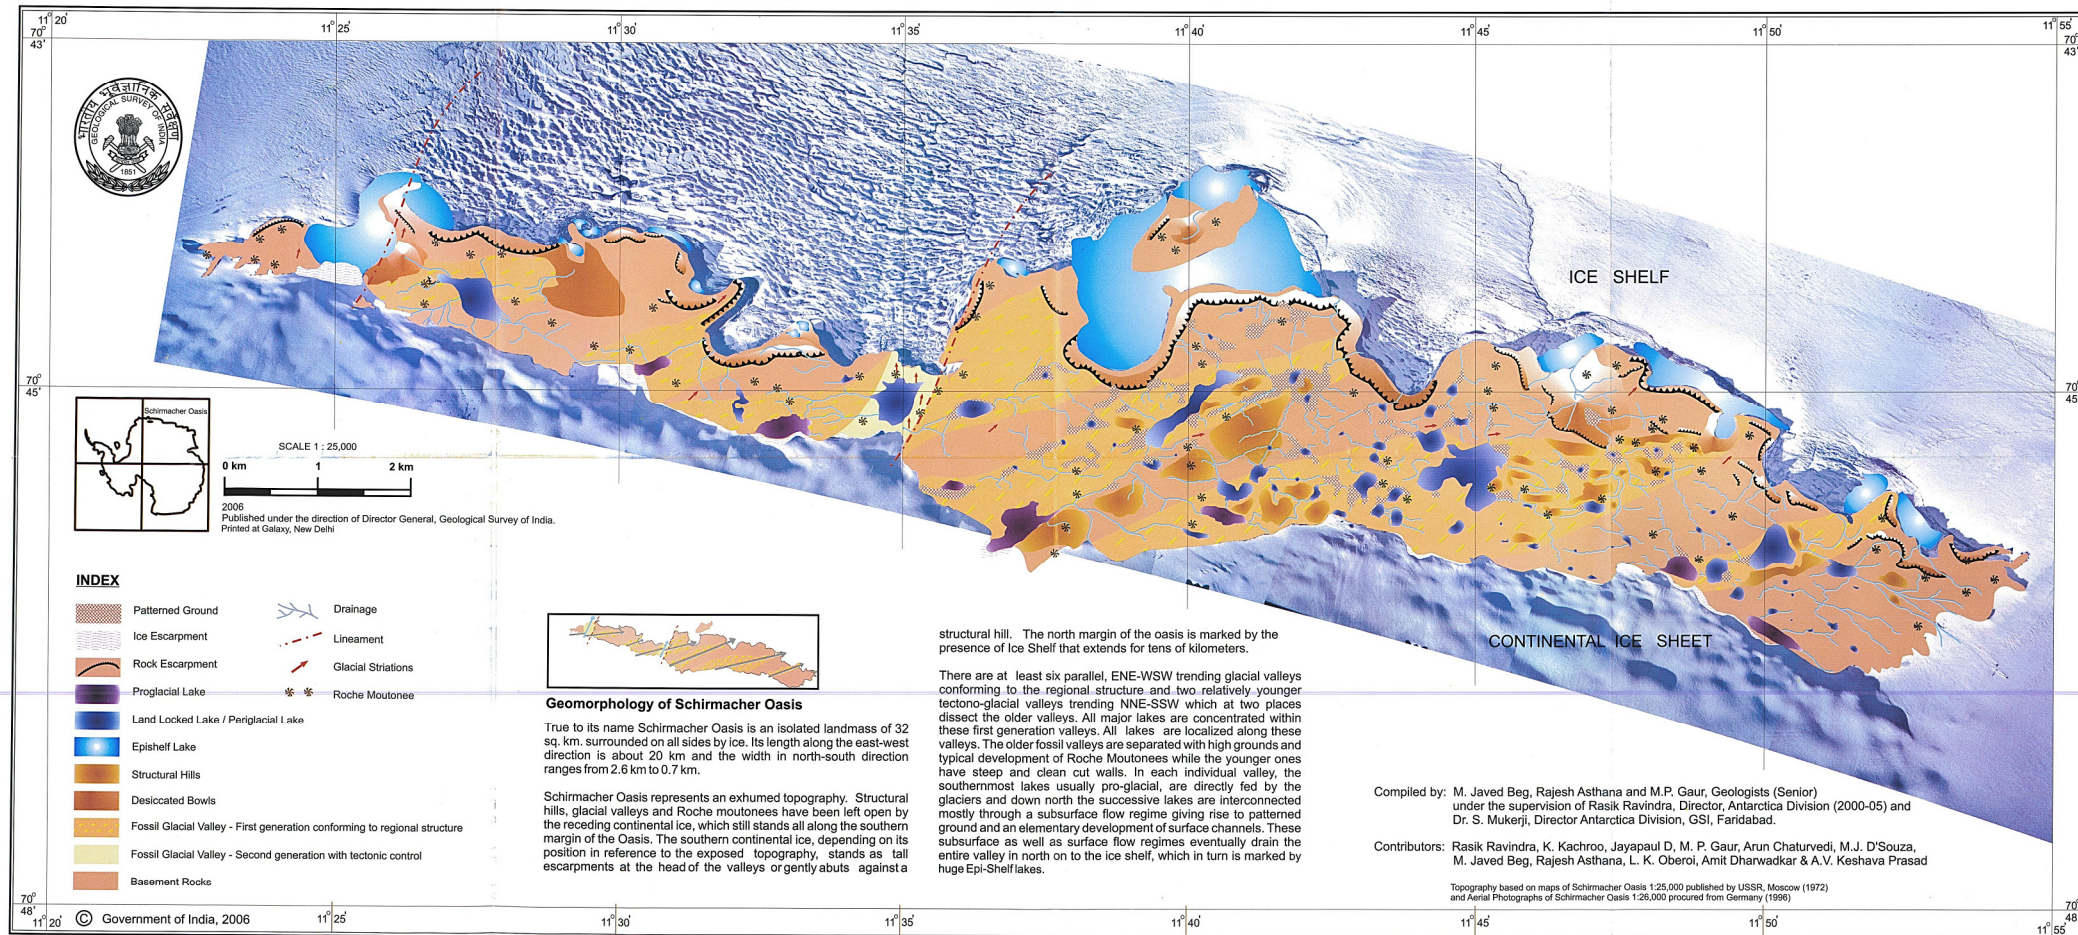 11° 20'
11° 25'
11° 30'
11° 35'
11° 40'
11° 45'
11° 50'
11° 55'
70° 43'
70° 43'
भारतीय भूवैज्ञानिक सर्वेक्षण
GEOLOGICAL SURVEY OF INDIA
1851
ICE SHELF
70° 45'
70° 45'
Schirmacher Oasis
SCALE 1 : 25,000
0 km 1 2 km
2006
Published under the direction of Director General, Geological Survey of India.
Printed at Galaxy, New Delhi
CONTINENTAL ICE SHEET
INDEX
Patterned Ground
Ice Escarpment
Rock Escarpment
Proglacial Lake
Land Locked Lake / Periglacial Lake
Epishelf Lake
Structural Hills
Desiccated Bowls
Fossil Glacial Valley - First generation conforming to regional structure
Fossil Glacial Valley - Second generation with tectonic control
Basement Rocks
Drainage
Lineament
Glacial Striations
Roche Moutonee
Geomorphology of Schirmacher Oasis
True to its name Schirmacher Oasis is an isolated landmass of 32
sq. km. surrounded on all sides by ice. Its length along the east-west
direction is about 20 km and the width in north-south direction
ranges from 2.6 km to 0.7 km.
Schirmacher Oasis represents an exhumed topography. Structural
hills, glacial valleys and Roche moutonees have been left open by
the receding continental ice, which still stands all along the southern
margin of the Oasis. The southern continental ice, depending on its
position in reference to the exposed topography, stands as tall
escarpments at the head of the valleys or gently abuts against a
structural hill. The north margin of the oasis is marked by the
presence of Ice Shelf that extends for tens of kilometers.
There are at least six parallel, ENE-WSW trending glacial valleys
conforming to the regional structure and two relatively younger
tectono-glacial valleys trending NNE-SSW which at two places
dissect the older valleys. All major lakes are concentrated within
these first generation valleys. All lakes are localized along these
valleys. The older fossil valleys are separated with high grounds and
typical development of Roche Moutonees while the younger ones
have steep and clean cut walls. In each individual valley, the
southernmost lakes usually pro-glacial, are directly fed by the
glaciers and down north the successive lakes are interconnected
mostly through a subsurface flow regime giving rise to patterned
ground and an elementary development of surface channels. These
subsurface as well as surface flow regimes eventually drain the
entire valley in north on to the ice shelf, which in turn is marked by
huge Epi-Shelf lakes.
Compiled by: M. Javed Beg, Rajesh Asthana and M.P. Gaur, Geologists (Senior)
under the supervision of Rasik Ravindra, Director, Antarctica Division (2000-05) and
Dr. S. Mukerji, Director Antarctica Division, GSI, Faridabad.
Contributors: Rasik Ravindra, K. Kachroo, Jayapaul D, M. P. Gaur, Arun Chaturvedi, M.J. D'Souza,
M. Javed Beg, Rajesh Asthana, L. K. Oberoi, Amit Dharwadkar & A.V. Keshava Prasad
Topography based on maps of Schirmacher Oasis 1:25,000 published by USSR, Moscow (1972)
and Aerial Photographs of Schirmacher Oasis 1:26,000 procured from Germany (1996)
70° 48'
70° 48'
© Government of India, 2006
11° 20'
11° 25'
11° 30'
11° 35'
11° 40'
11° 45'
11° 50'
11° 55'